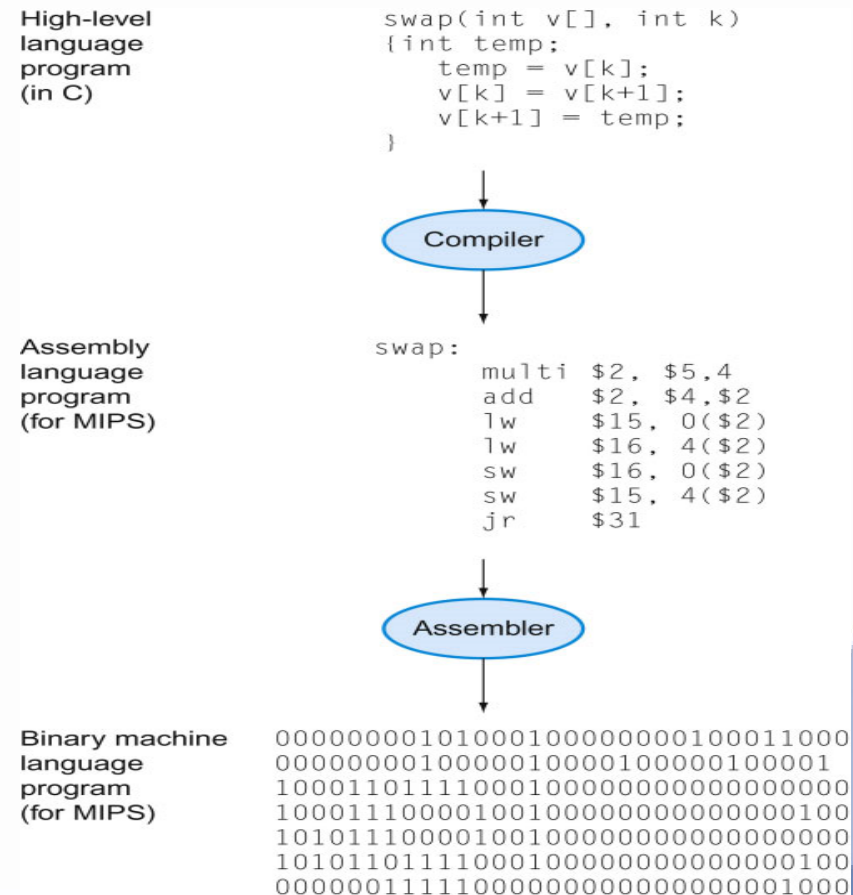 High-level
language
program
(in C)
swap(int v[], int k)
{int temp;
temp = v[k];
v[k] = v[k+1];
v[k+1] = temp;
}
Compiler
Assembly
language
program
(for MIPS)
swap:
multi $2, $5,4
add $2, $4,$2
lw $15, 0($2)
lw $16, 4($2)
sw $16, 0($2)
sw $15, 4($2)
jr $31
Assembler
Binary machine
language
program
(for MIPS)
00000000101000100000000100011000
00000000100000100001000000100001
10001101111000100000000000000000
10001110000100100000000000000100
10101110000100100000000000000000
10101101111000100000000000000100
00000011111000000000000000001000